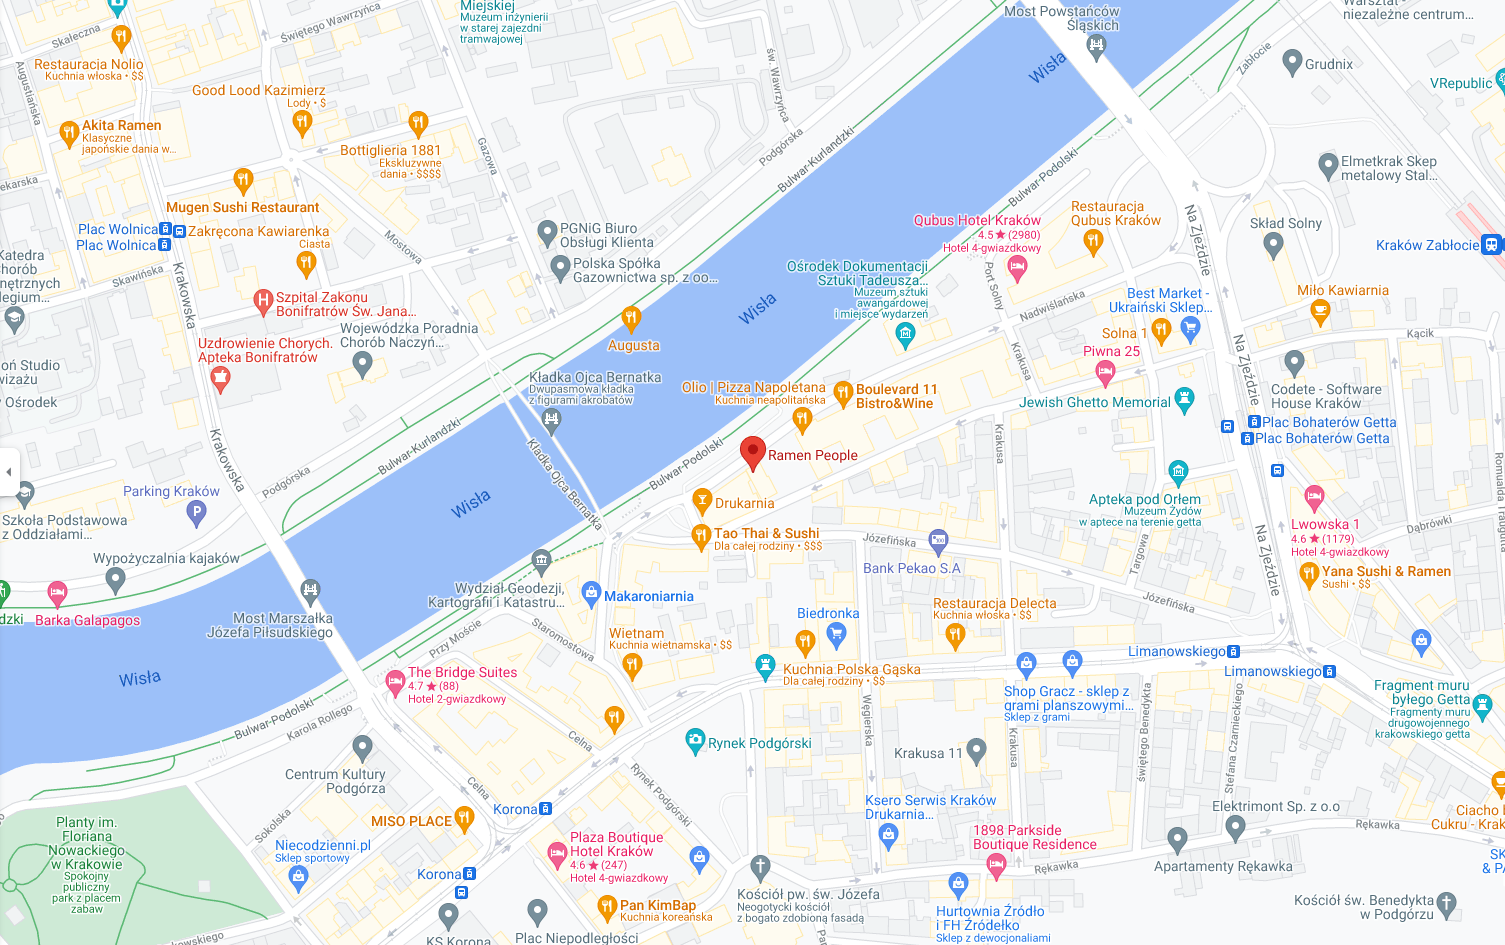 Miejskiej
Muzeum inżynierii
w starej zajezdni
tramwajowej
Most Powstańców
Śląskich
niezależne centrum...
Skałeczna
Świętego Wawrzyńca
Restauracja Nolio
Kuchnia włoska • $$
Augustiańska
św. Wawrzyńca
Wisła
Zabłocie
Grudnix
VRepublic
Good Lood Kazimierz
Lody • $
Akita Ramen
Klasyczne
japońskie dania w...
Bottiglieria 1881
Ekskluzywne
dania • $$$$
Gazowa
Podgórska
Bulwar-Kurlandzki
Bulwar-Podolski
Elmetkrak Skep
metalowy Stal...
ekarska
Mugen Sushi Restaurant
Plac Wolnica
Plac Wolnica
Zakręcona Kawiarenka
Ciasta
Mostowa
PGNiG Biuro
Obsługi Klienta
Polska Spółka
Gazownictwa sp. z oo...
Qubus Hotel Kraków
4.5 ★ (2980)
Hotel 4-gwiazdkowy
Restauracja
Qubus Kraków
Na Zjeździe
Skład Solny
Kraków Zabłocie
Katedra
Chorób
wnętrznych
legium...
Skawińska
Krakowska
Szpital Zakonu
Bonifratrów Św. Jana...
Ośrodek Dokumentacji
Sztuki Tadeusza...
Muzeum sztuki
awangardowej
i miejsce wydarzeń
Port Solny
Nadwiślańska
Best Market -
Ukraiński Sklep...
Miło Kawiarnia
Wisła
Wojewódzka Poradnia
Chorób Naczyń...
Uzdrowienie Chorych.
Apteka Bonifratrów
Augusta
Solna 1
Piwna 25
Krakusa
Na Zjeździe
Kącik
oń Studio
wizażu
Ośrodek
Kładka Ojca Bernatka
Dwupasmowa kładka
z figurami akrobatów
Olio | Pizza Napoletana
Kuchnia neapolitańska
Boulevard 11
Bistro&Wine
Jewish Ghetto Memorial
Codete - Software
House Kraków
Plac Bohaterów Getta
Plac Bohaterów Getta
Krakowska
Bulwar-Kurlandzki
Podgórska
Kładka Ojca Bernatka
Bulwar-Podolski
Ramen People
Krakusa
Romualda Traugutta
Parking Kraków
Wisła
Drukarnia
Apteka pod Orłem
Muzeum Żydów
w aptece na terenie getta
Szkoła Podstawowa
z Oddziałami...
Lwowska 1
4.6 ★ (1179)
Hotel 4-gwiazdkowy
Dąbrówki
Tao Thai & Sushi
Dla całej rodziny • $$$
Józefińska
Targowa
Na Zjeździe
Wypożyczalnia kajaków
Bank Pekao S.A
Yana Sushi & Ramen
Sushi • $$
Wydział Geodezji,
Kartografii i Katastru...
Makaroniarnia
Józefińska
dzki
Barka Galapagos
Most Marszałka
Józefa Piłsudskiego
Biedronka
Restauracja Delecta
Kuchnia włoska • $$
Przy Moście
Staromostowa
Wietnam
Kuchnia wietnamska • $$
Limanowskiego
Limanowskiego
Wisła
The Bridge Suites
4.7 ★ (88)
Hotel 2-gwiazdkowy
Kuchnia Polska Gąska
Dla całej rodziny • $$
Shop Gracz - sklep z
grami planszowymi...
Sklep z grami
Fragment muru
byłego Getta
Fragmenty muru
drugowojennego
krakowskiego getta
Bulwar-Podolski
Karola Rollego
Celna
Węgierska
Krakusa
świętego Benedykta
Stefana Czarnieckiego
Rynek Podgórski
Krakusa 11
Centrum Kultury
Podgórza
Celna
Rynek Podgórski
Korona
MISO PLACE
Sokolska
Ksero Serwis Kraków
Drukarnia...
Elektrimont Sp. z o.o
Ciacho b
Cukru - Krak
Planty im.
Floriana
Nowackiego
w Krakowie
Spokojny
publiczny
park z placem
zabaw
Niecodzienni.pl
Sklep sportowy
Plaza Boutique
Hotel Kraków
4.6 ★ (247)
Hotel 4-gwiazdkowy
1898 Parkside
Boutique Residence
Rękawka
Rękawka
Apartamenty Rękawka
SK
& PA
Korona
Kościół pw. św. Józefa
Neogotycki kościół
z bogato zdobioną fasadą
Pan KimBap
Kuchnia koreańska
Hurtownia Źródło
i FH Źródełko
Sklep z dewocjonaliami
Kościół św. Benedykta
w Podgórzu
KS Korona
Plac Niepodległości